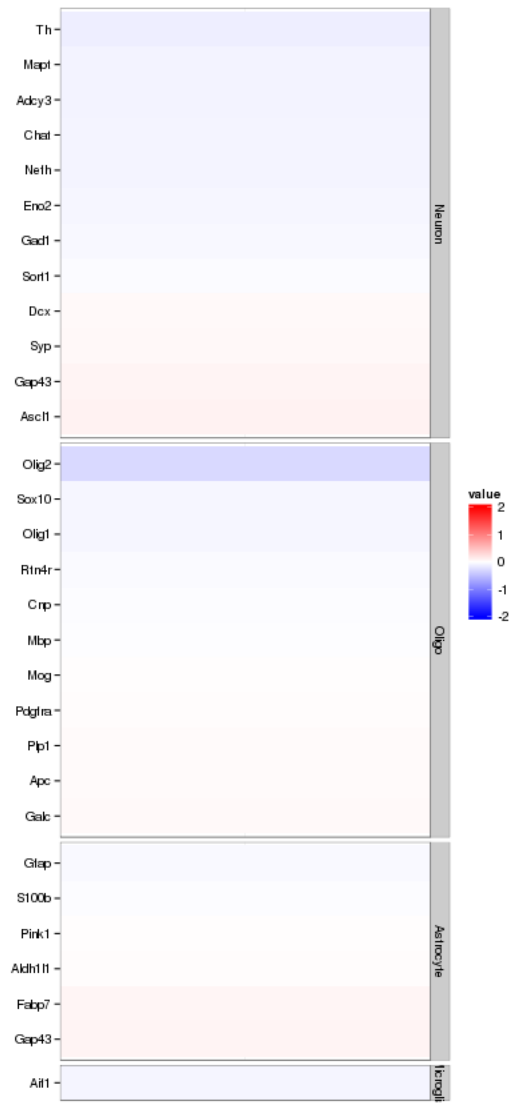 Th
Mapt
Adcy3
Chat
Nefh
Eno2
Gad1
Sort1
Dcx
Syp
Gap43
Ascl1
Neuron
Olig2
Sox10
Olig1
Rtn4r
Cnp
Mbp
Mog
Pdgfra
Plp1
Apc
Galc
Oligo
Gfap
S100b
Pink1
Aldh1l1
Fabp7
Gap43
Astrocyte
Aif1
value
2
1
0
-1
-2